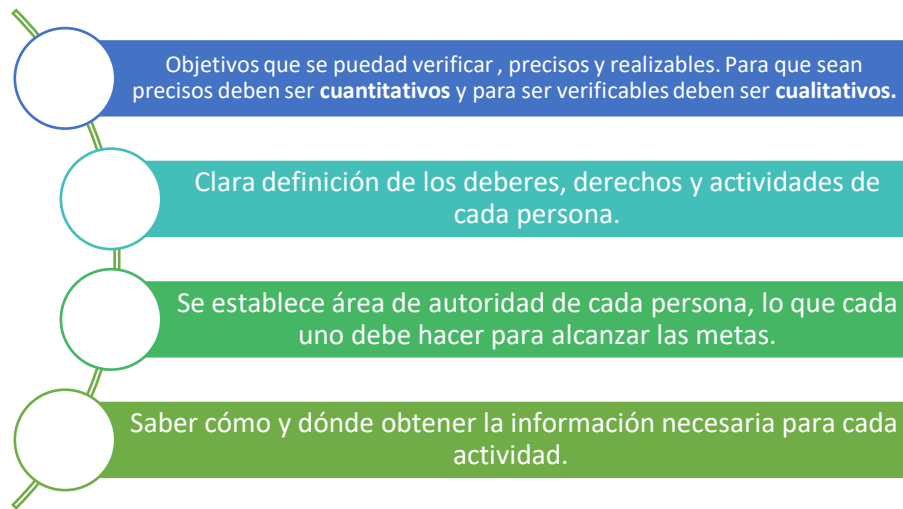 Objetivos que se puedad verificar , precisos y realizables. Para que sean
precisos deben ser cuantitativos y para ser verificables deben ser cualitativos.
Clara definición de los deberes, derechos y actividades de
cada persona.
Se establece área de autoridad de cada persona, lo que cada
uno debe hacer para alcanzar las metas.
Saber cómo y dónde obtener la información necesaria para cada
actividad.